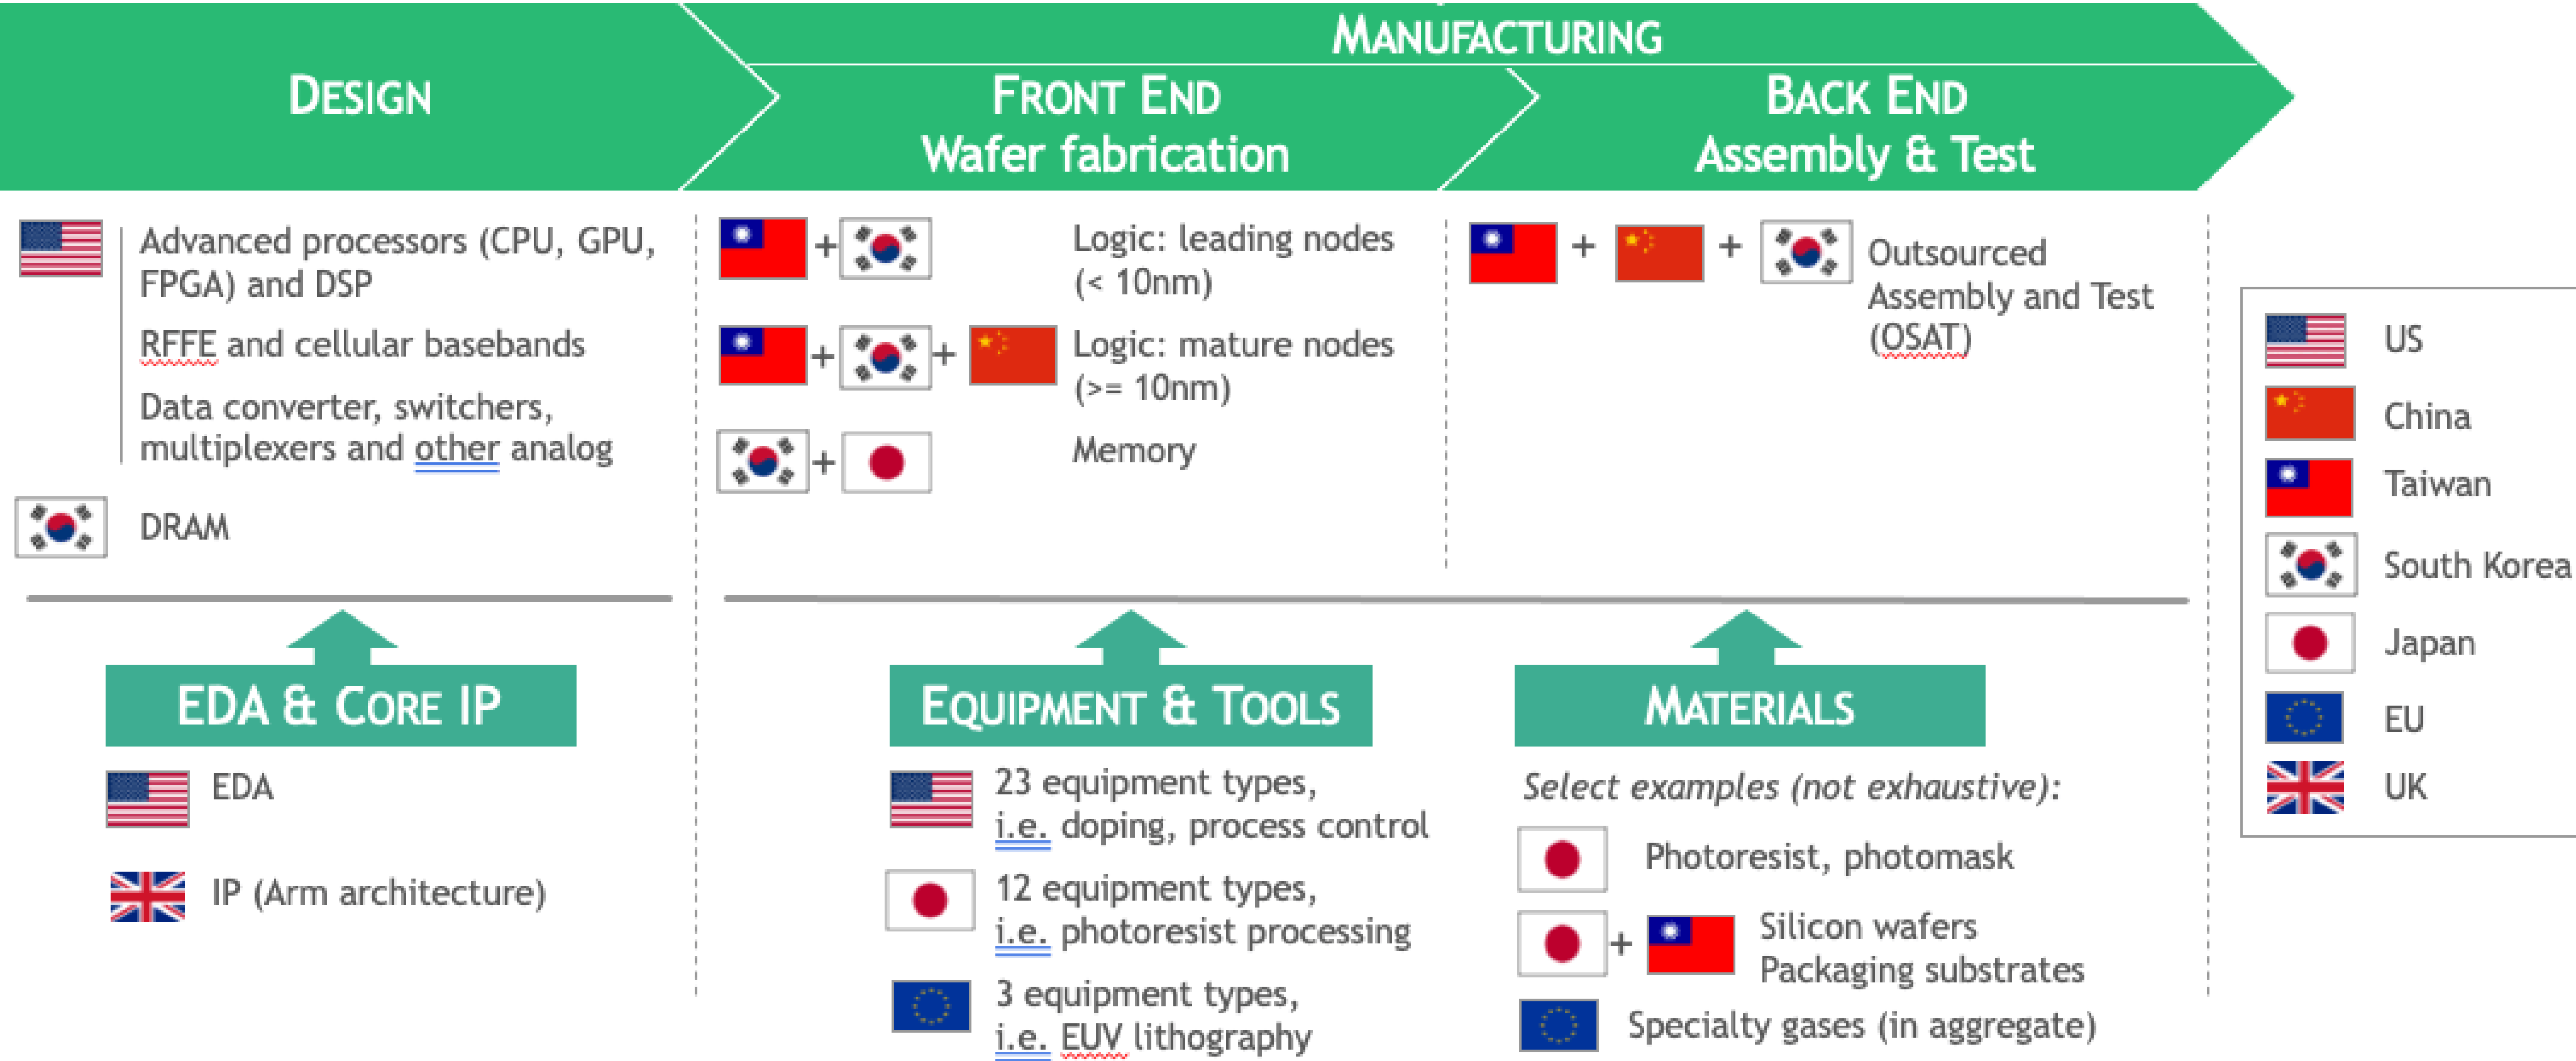 MANUFACTURING
DESIGN
FRONT END
Wafer fabrication
BACK END
Assembly & Test
Advanced processors (CPU, GPU,
FPGA) and DSP
RFFE and cellular basebands
Data converter, switchers,
multiplexers and other analog
DRAM
+
Logic: leading nodes
(< 10nm)
+ +
Logic: mature nodes
(>= 10nm)
+
Memory
+ +
Outsourced
Assembly and Test
(OSAT)
EDA & CORE IP
EDA
IP (Arm architecture)
EQUIPMENT & TOOLS
23 equipment types,
i.e. doping, process control
12 equipment types,
i.e. photoresist processing
3 equipment types,
i.e. EUV lithography
MATERIALS
Select examples (not exhaustive):
Photoresist, photomask
+
Silicon wafers
Packaging substrates
Specialty gases (in aggregate)
US
China
Taiwan
South Korea
Japan
EU
UK